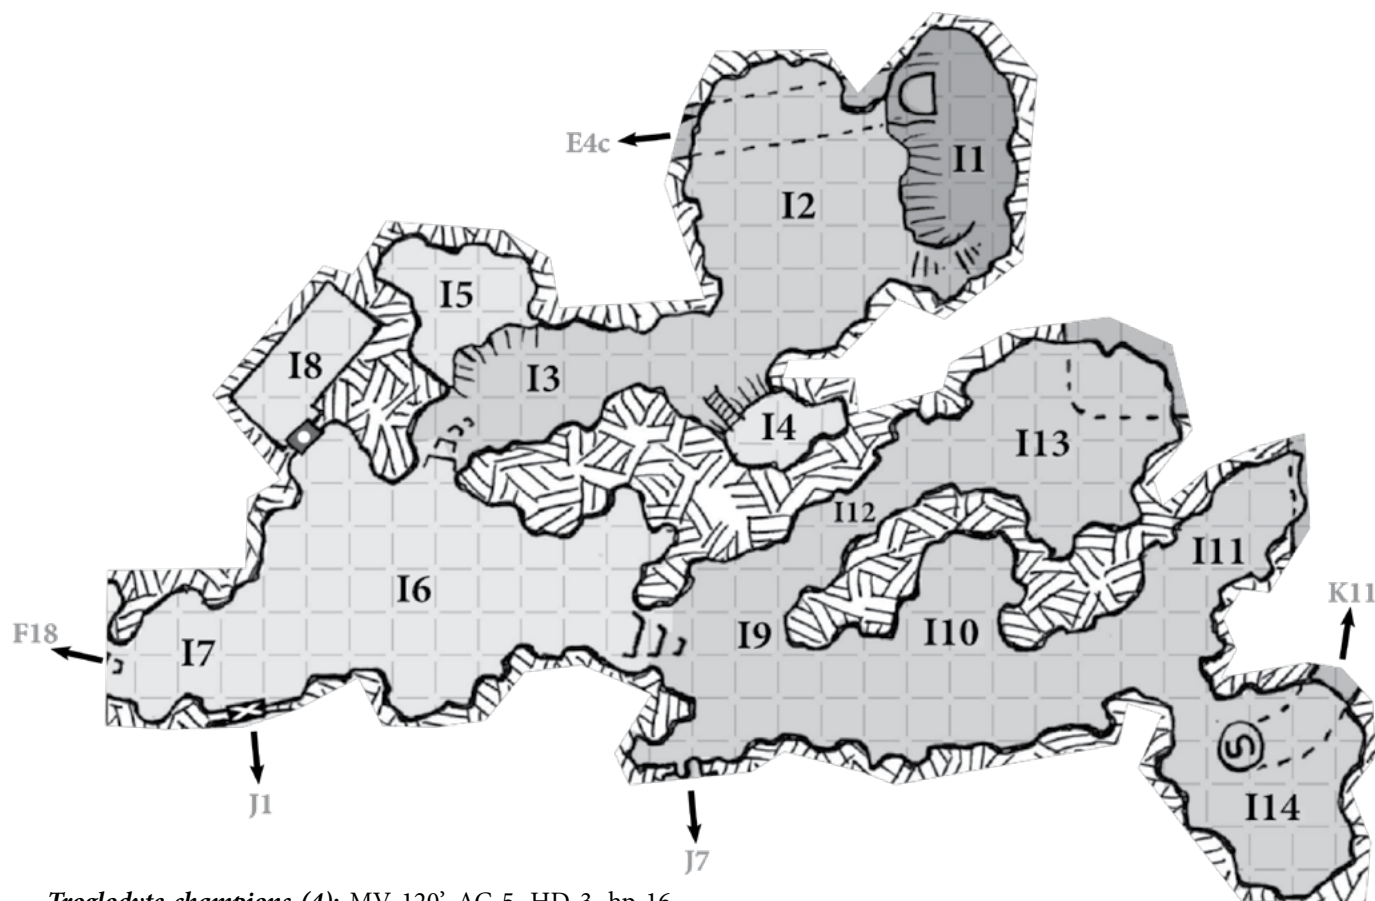 E4c
I1
I2
I5
I8
I3
I4
I13
I12
I11
I6
I9
I10
K11
F18
I7
S
I14
J1
J7
Troglodyte champions (4): MV 120', AC 5, HD 3, hp 16,